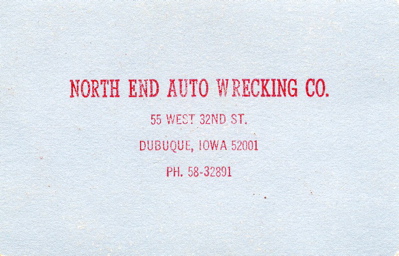 NORTH END AUTO WRECKING CO.
55 WEST 32ND ST.
DUBUQUE, IOWA 52001
PH. 58-32891